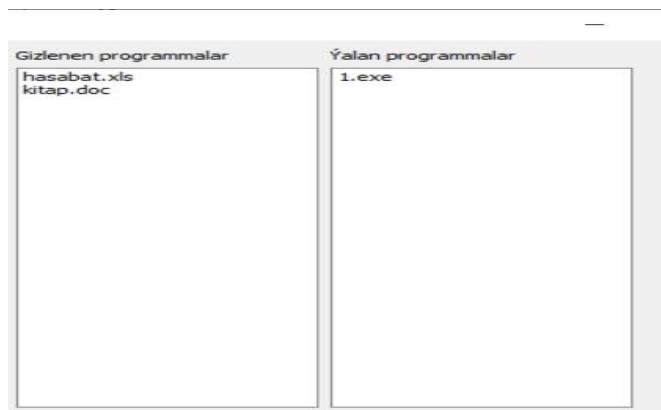 Gizlenen programmalar
hasabat.xls
kitap.doc
Ýalan programmalar
1.exe